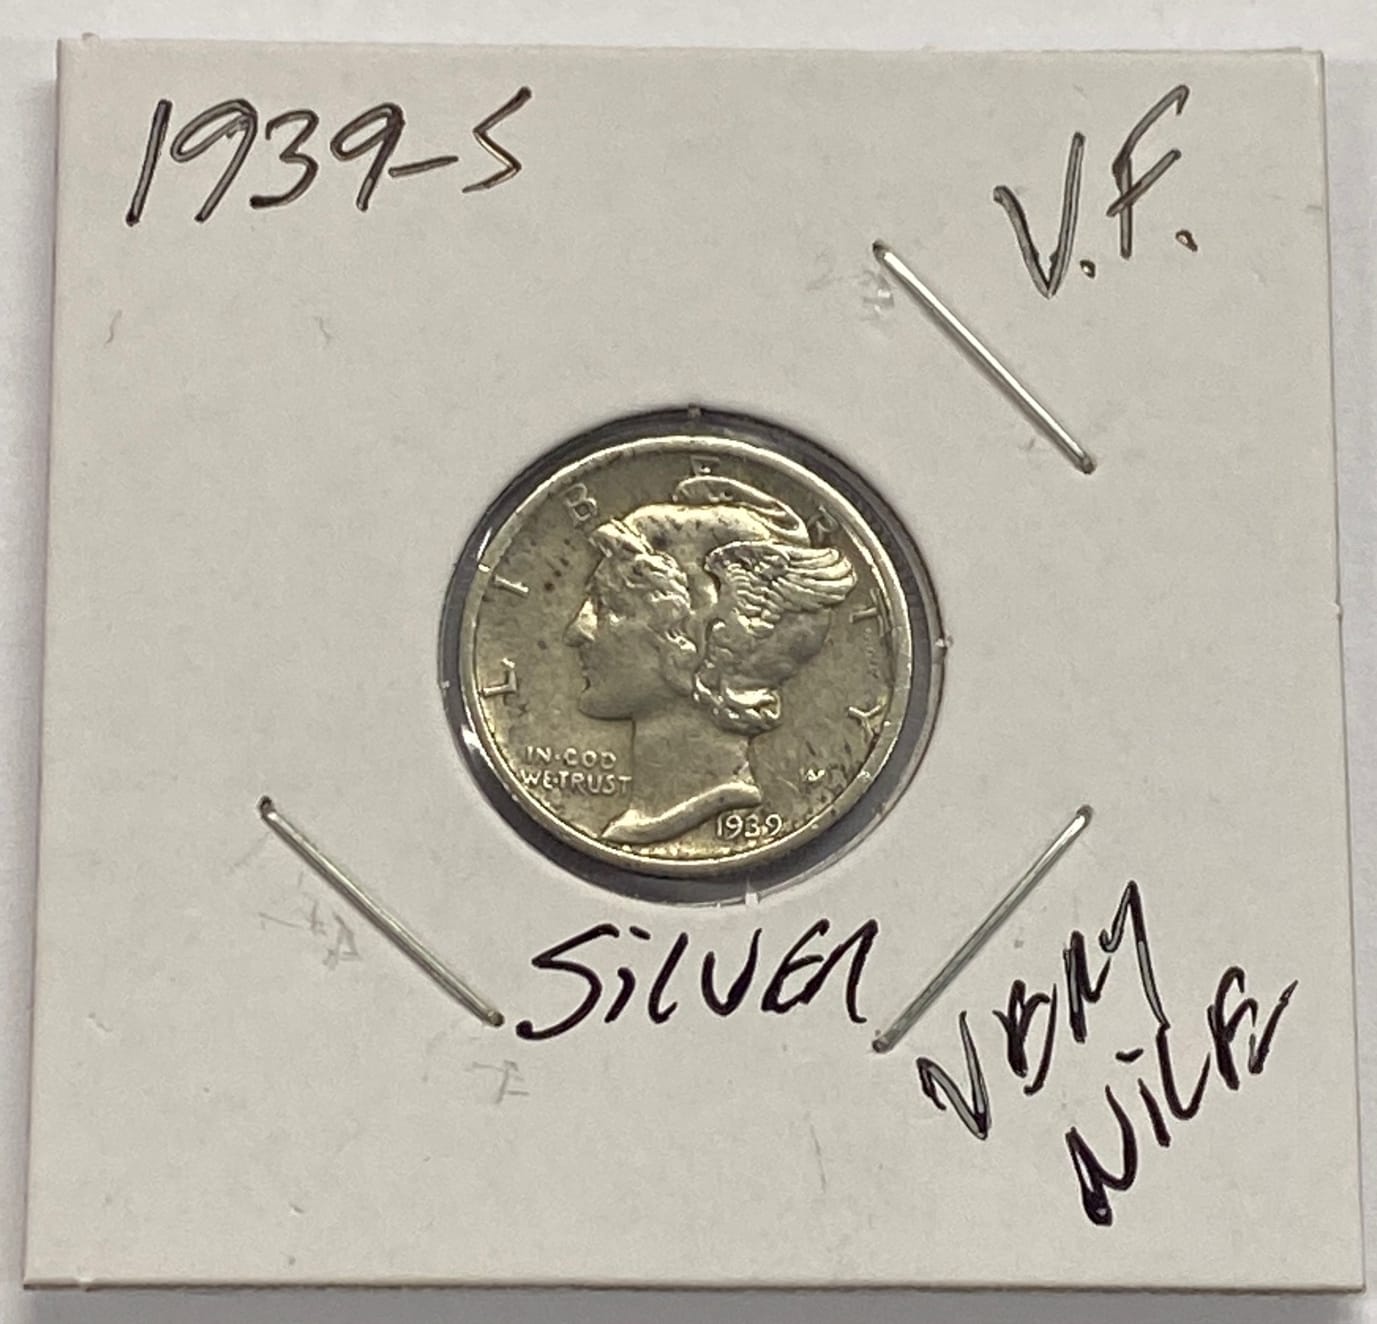 1939-S
V.F.
LIBERTY
IN·GOD
WE·TRUST
1939
SILVER
VERY
NICE